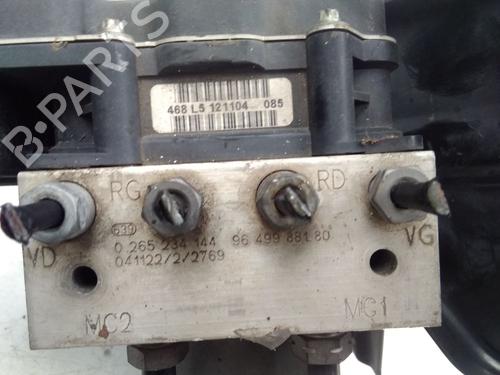 468 L5 121104 085
RG RD
0 265 234 144 96 499 881 80
VD VG
041122/2/2769
MC2 MC1
B-PARTS